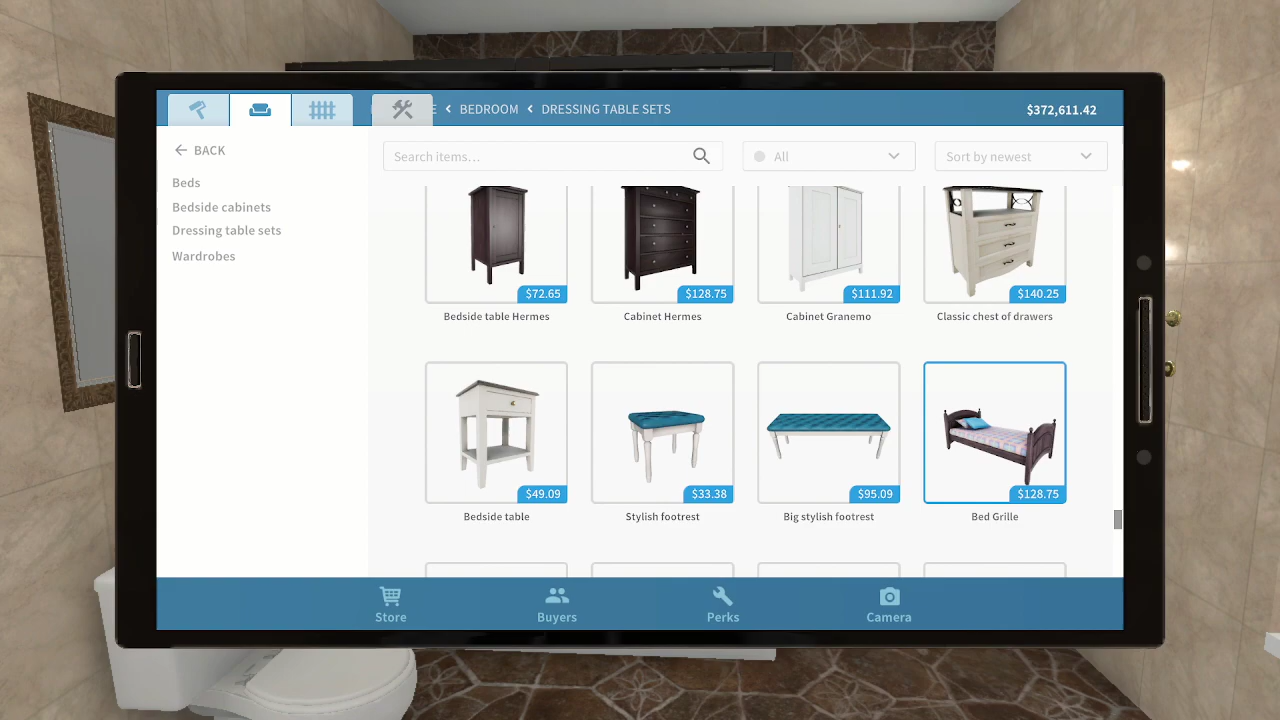 E < BEDROOM < DRESSING TABLE SETS
$372,611.42
BACK
Search items...
All
Sort by newest
Beds
Bedside cabinets
Dressing table sets
Wardrobes
$72.65
$128.75
$111.92
$140.25
Bedside table Hermes
Cabinet Hermes
Cabinet Granemo
Classic chest of drawers
$49.09
$33.38
$95.09
$128.75
Bedside table
Stylish footrest
Big stylish footrest
Bed Grille
Store
Buyers
Perks
Camera